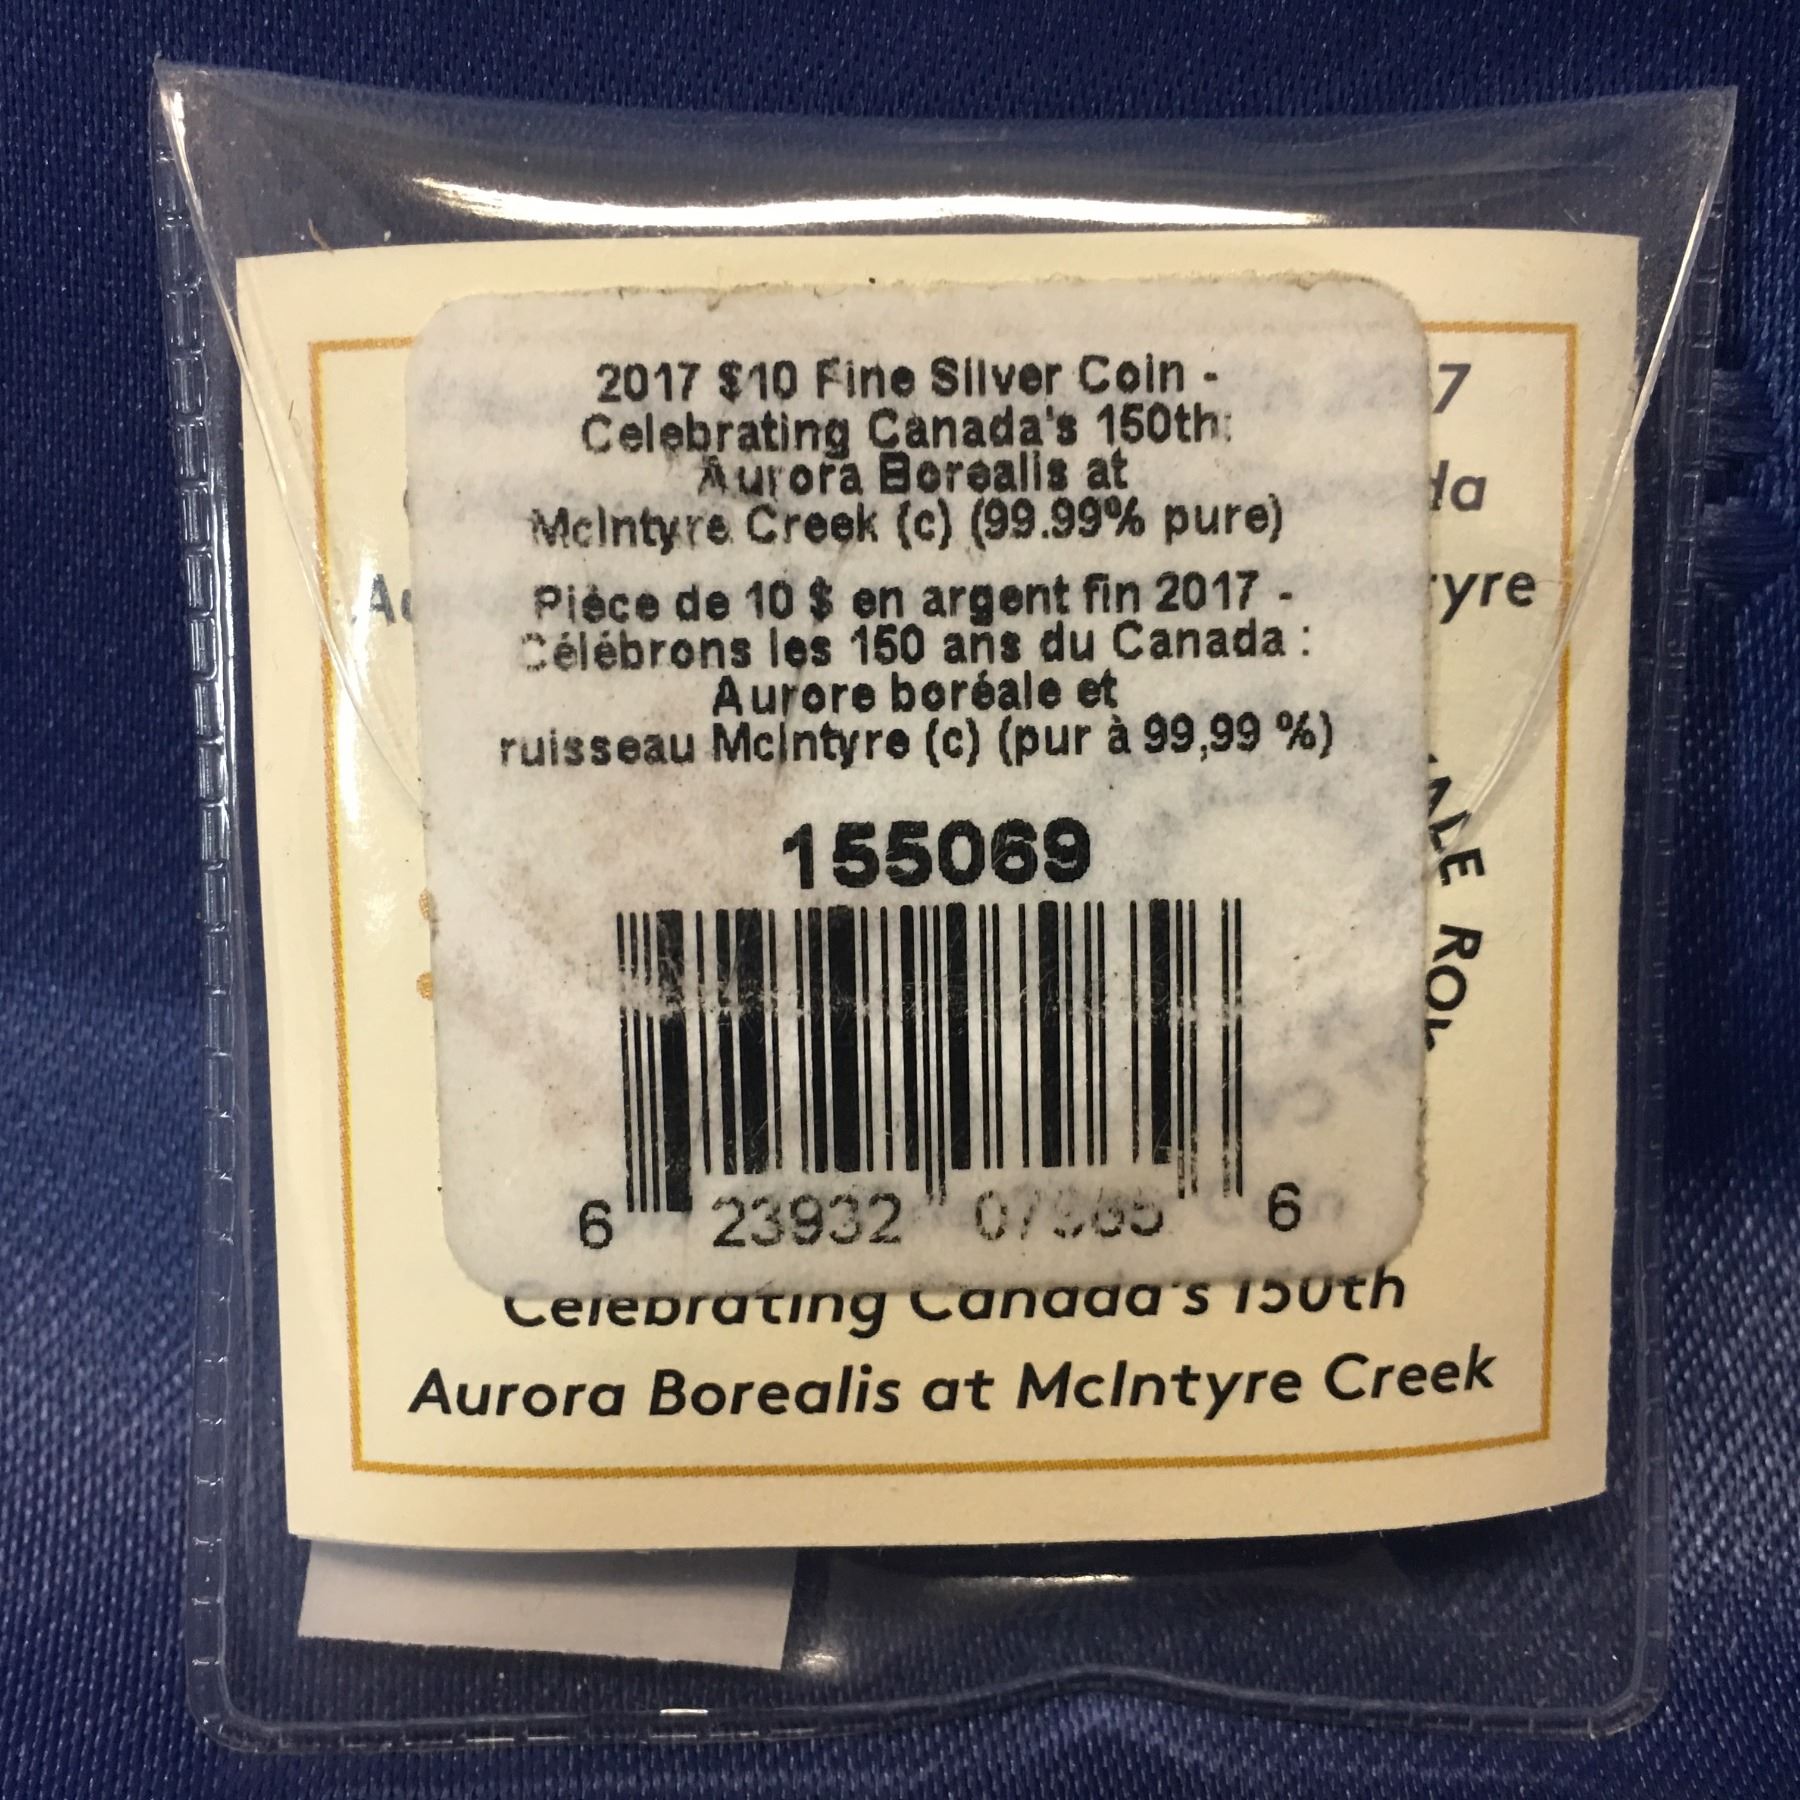 2017 $10 Fine Silver Coin -
Celebrating Canada's 150th:
Aurora Borealis at
McIntyre Creek (c) (99.99% pure)
Pièce de 10 $ en argent fin 2017 -
Célébrons les 150 ans du Canada :
Aurore boréale et
ruisseau McIntyre (c) (pur à 99,99 %)
155069
6 23932 6
Celebrating Canada's 150th
Aurora Borealis at McIntyre Creek